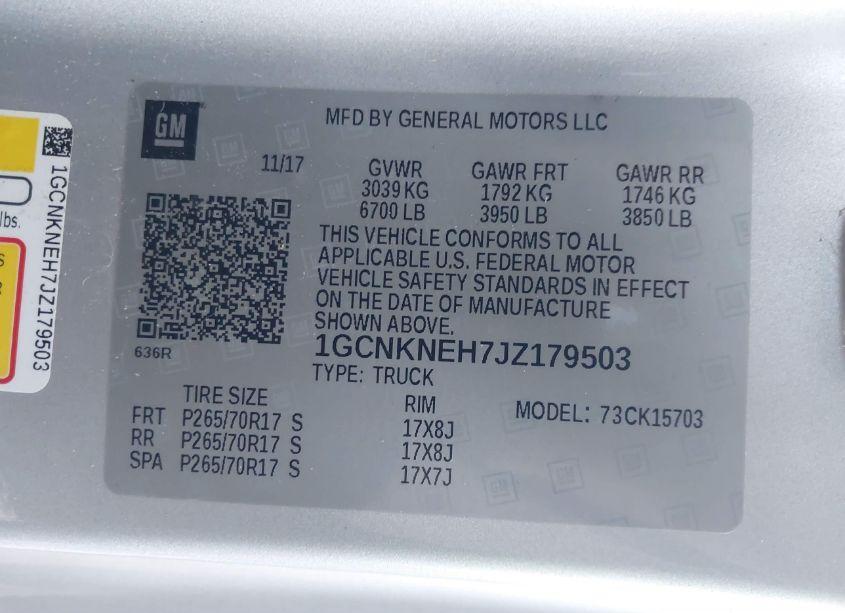 GM
MFD BY GENERAL MOTORS LLC
11/17
GVWR GAWR FRT GAWR RR
3039 KG 1792 KG 1746 KG
6700 LB 3950 LB 3850 LB
THIS VEHICLE CONFORMS TO ALL
APPLICABLE U.S. FEDERAL MOTOR
VEHICLE SAFETY STANDARDS IN EFFECT
ON THE DATE OF MANUFACTURE
SHOWN ABOVE.
636R
1GCNKNEH7JZ179503
TYPE: TRUCK
TIRE SIZE RIM MODEL: 73CK15703
FRT P265/70R17 S 17X8J
RR P265/70R17 S 17X8J
SPA P265/70R17 S 17X7J
1GCNKNEH7JZ179503
lbs.